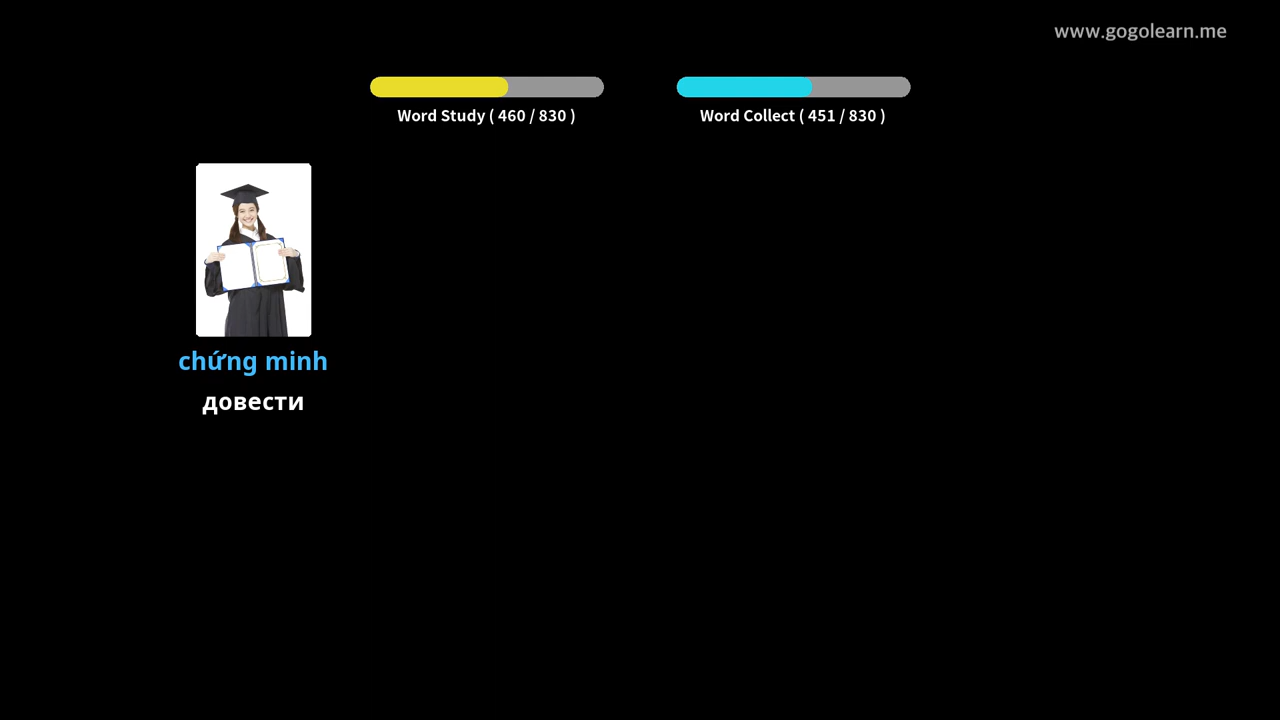 www.gogolearn.me
Word Study ( 460 / 830 )
Word Collect ( 451 / 830 )
chứng minh
довести